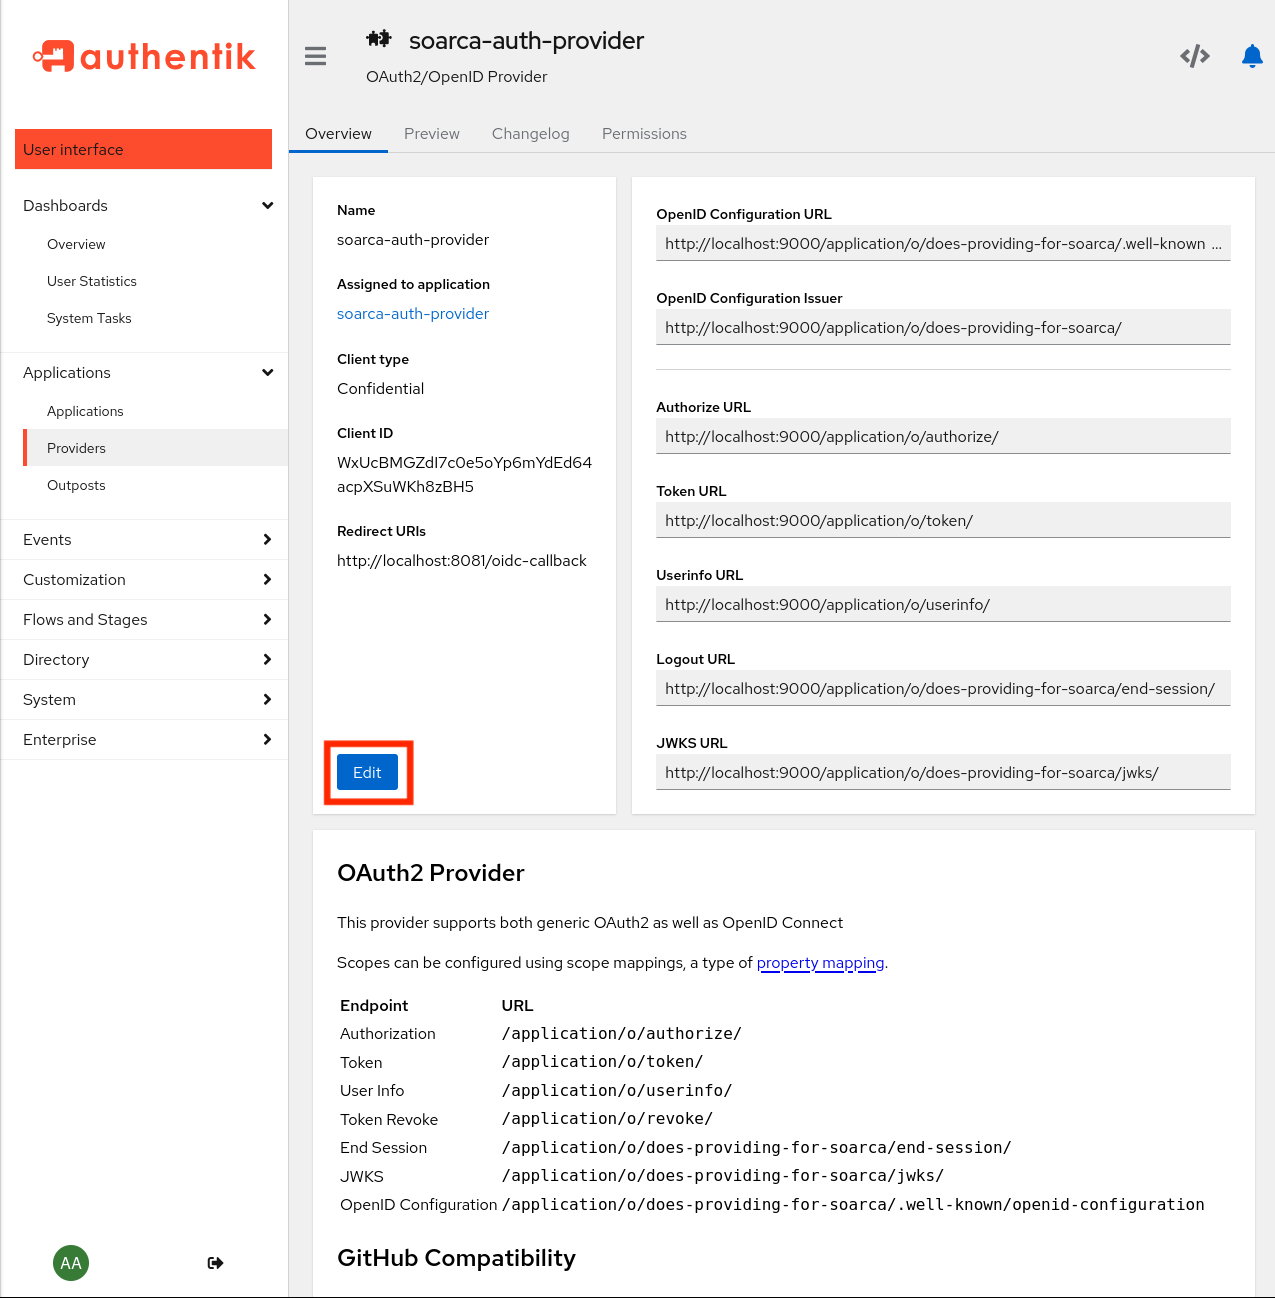 authentik
User interface
Dashboards
Overview
User Statistics
System Tasks
Applications
Applications
Providers
Outposts
Events
Customization
Flows and Stages
Directory
System
Enterprise
AA
soarca-auth-provider
OAuth2/OpenID Provider
Overview Preview Changelog Permissions
Name
soarca-auth-provider
Assigned to application
soarca-auth-provider
Client type
Confidential
Client ID
WxUcBMGZdI7c0e5oYp6mYdEd64
acpXSuWKh8zBH5
Redirect URIs
http://localhost:8081/oidc-callback
Edit
OpenID Configuration URL
http://localhost:9000/application/o/does-providing-for-soarca/.well-known ...
OpenID Configuration Issuer
http://localhost:9000/application/o/does-providing-for-soarca/
Authorize URL
http://localhost:9000/application/o/authorize/
Token URL
http://localhost:9000/application/o/token/
Userinfo URL
http://localhost:9000/application/o/userinfo/
Logout URL
http://localhost:9000/application/o/does-providing-for-soarca/end-session/
JWKS URL
http://localhost:9000/application/o/does-providing-for-soarca/jwks/
OAuth2 Provider
This provider supports both generic OAuth2 as well as OpenID Connect
Scopes can be configured using scope mappings, a type of property mapping.
Endpoint URL
Authorization /application/o/authorize/
Token /application/o/token/
User Info /application/o/userinfo/
Token Revoke /application/o/revoke/
End Session /application/o/does-providing-for-soarca/end-session/
JWKS /application/o/does-providing-for-soarca/jwks/
OpenID Configuration /application/o/does-providing-for-soarca/.well-known/openid-configuration
GitHub Compatibility